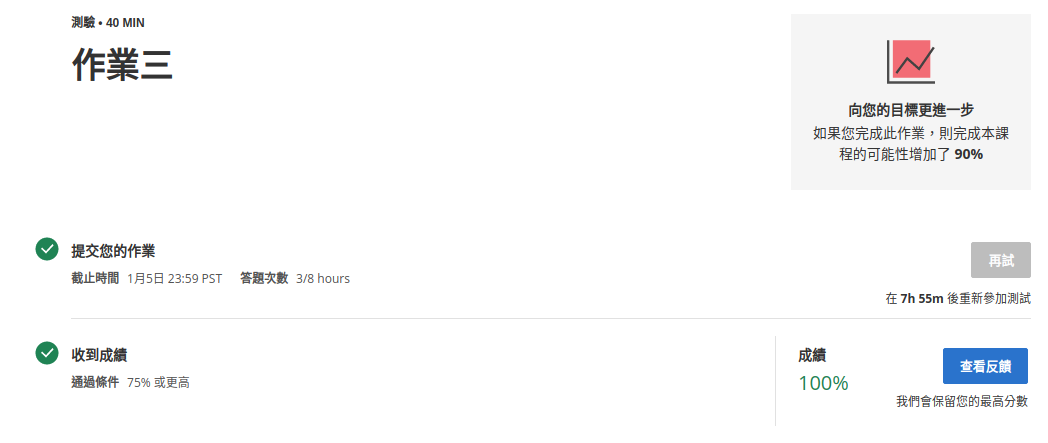 測驗 • 40 MIN
作業三
向您的目標更進一步
如果您完成此作業，則完成本課
程的可能性增加了 90%
提交您的作業
截止時間 1月5日 23:59 PST 答題次數 3/8 hours
再試
在 7h 55m 後重新參加測試
收到成績
通過條件 75% 或更高
成績
100%
查看反饋
我們會保留您的最高分數